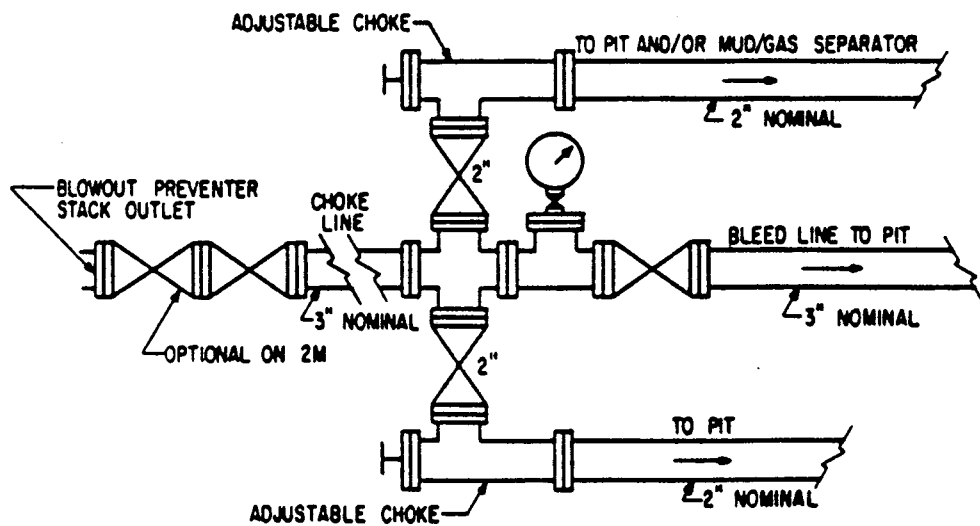 ADJUSTABLE CHOKE
TO PIT AND/OR MUD/GAS SEPARATOR
2" NOMINAL
2"
BLOWOUT PREVENTER
STACK OUTLET
CHOKE
LINE
BLEED LINE TO PIT
3" NOMINAL
3" NOMINAL
OPTIONAL ON 2M
2"
TO PIT
2" NOMINAL
ADJUSTABLE CHOKE